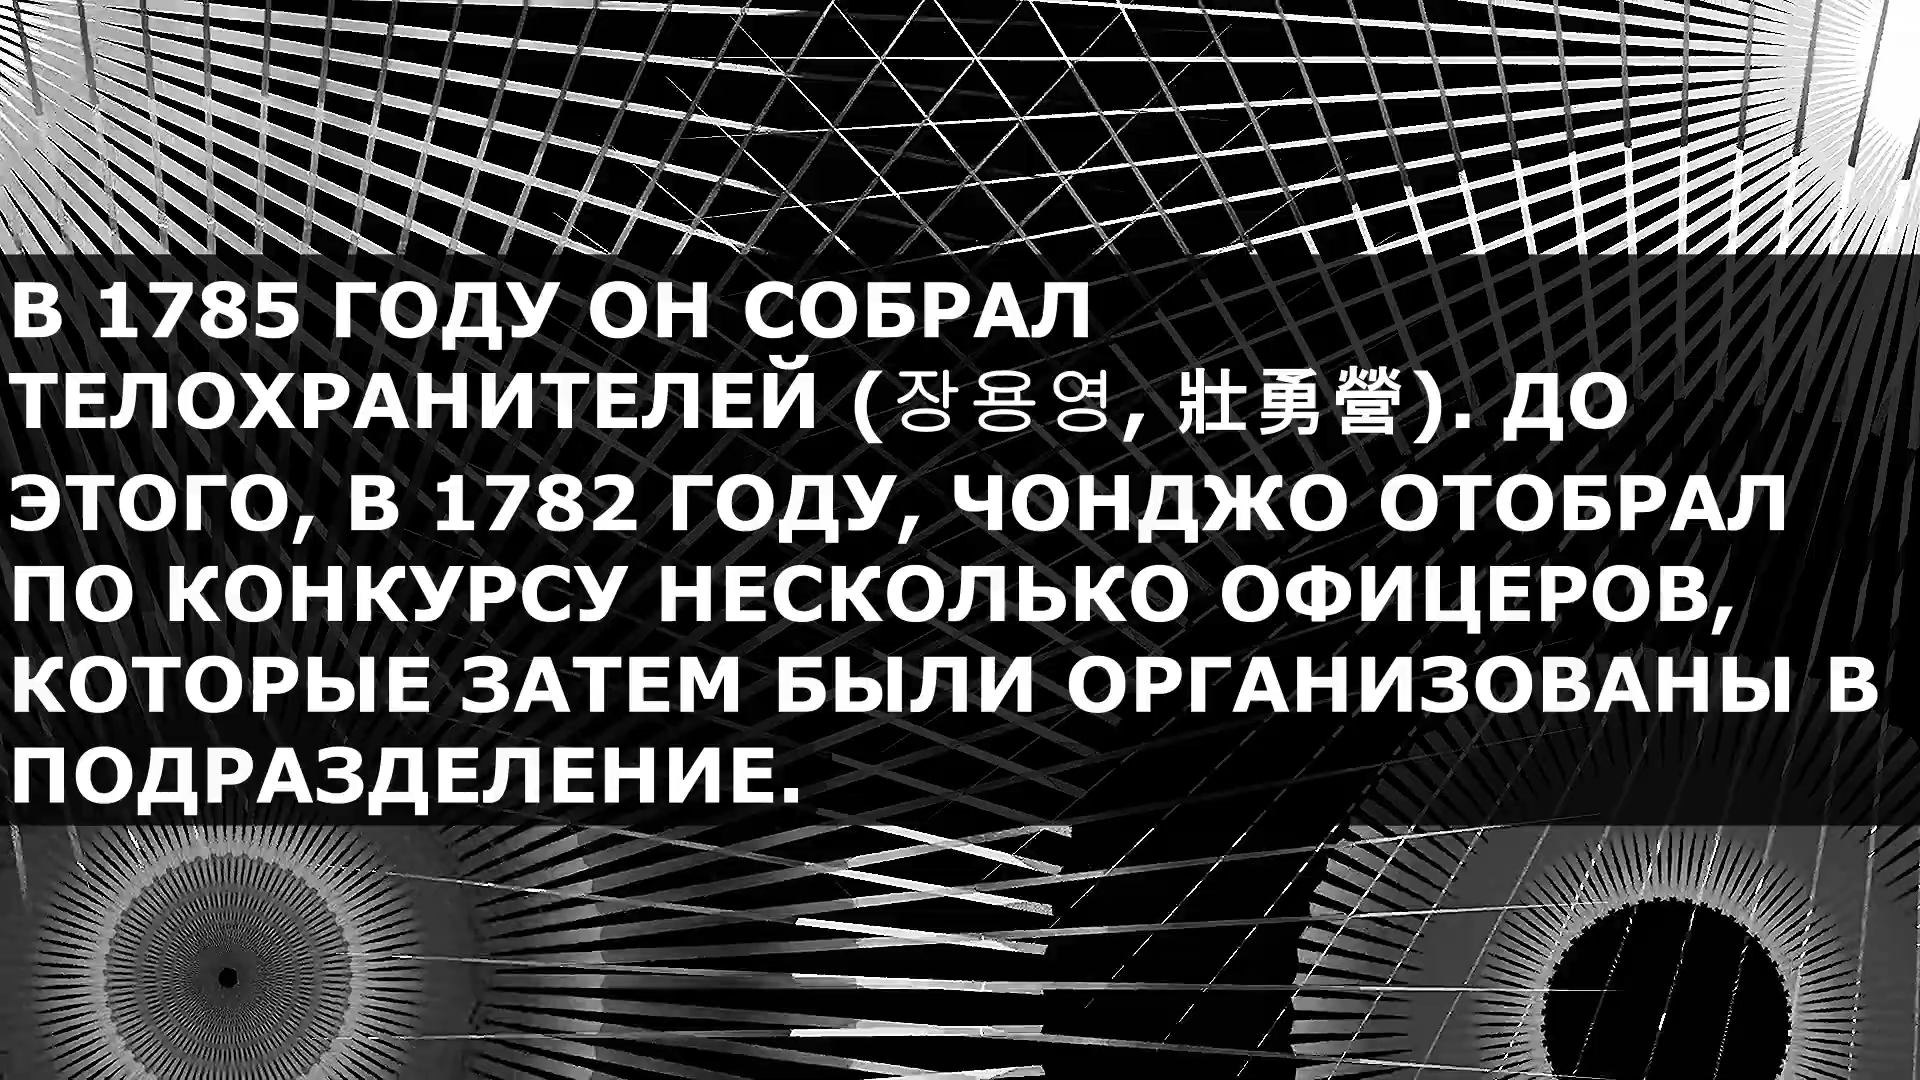 В 1785 ГОДУ ОН СОБРАЛ
ТЕЛОХРАНИТЕЛЕЙ (장용영, 壯勇營). ДО
ЭТОГО, В 1782 ГОДУ, ЧОНДЖО ОТОБРАЛ
ПО КОНКУРСУ НЕСКОЛЬКО ОФИЦЕРОВ,
КОТОРЫЕ ЗАТЕМ БЫЛИ ОРГАНИЗОВАНЫ В
ПОДРАЗДЕЛЕНИЕ.